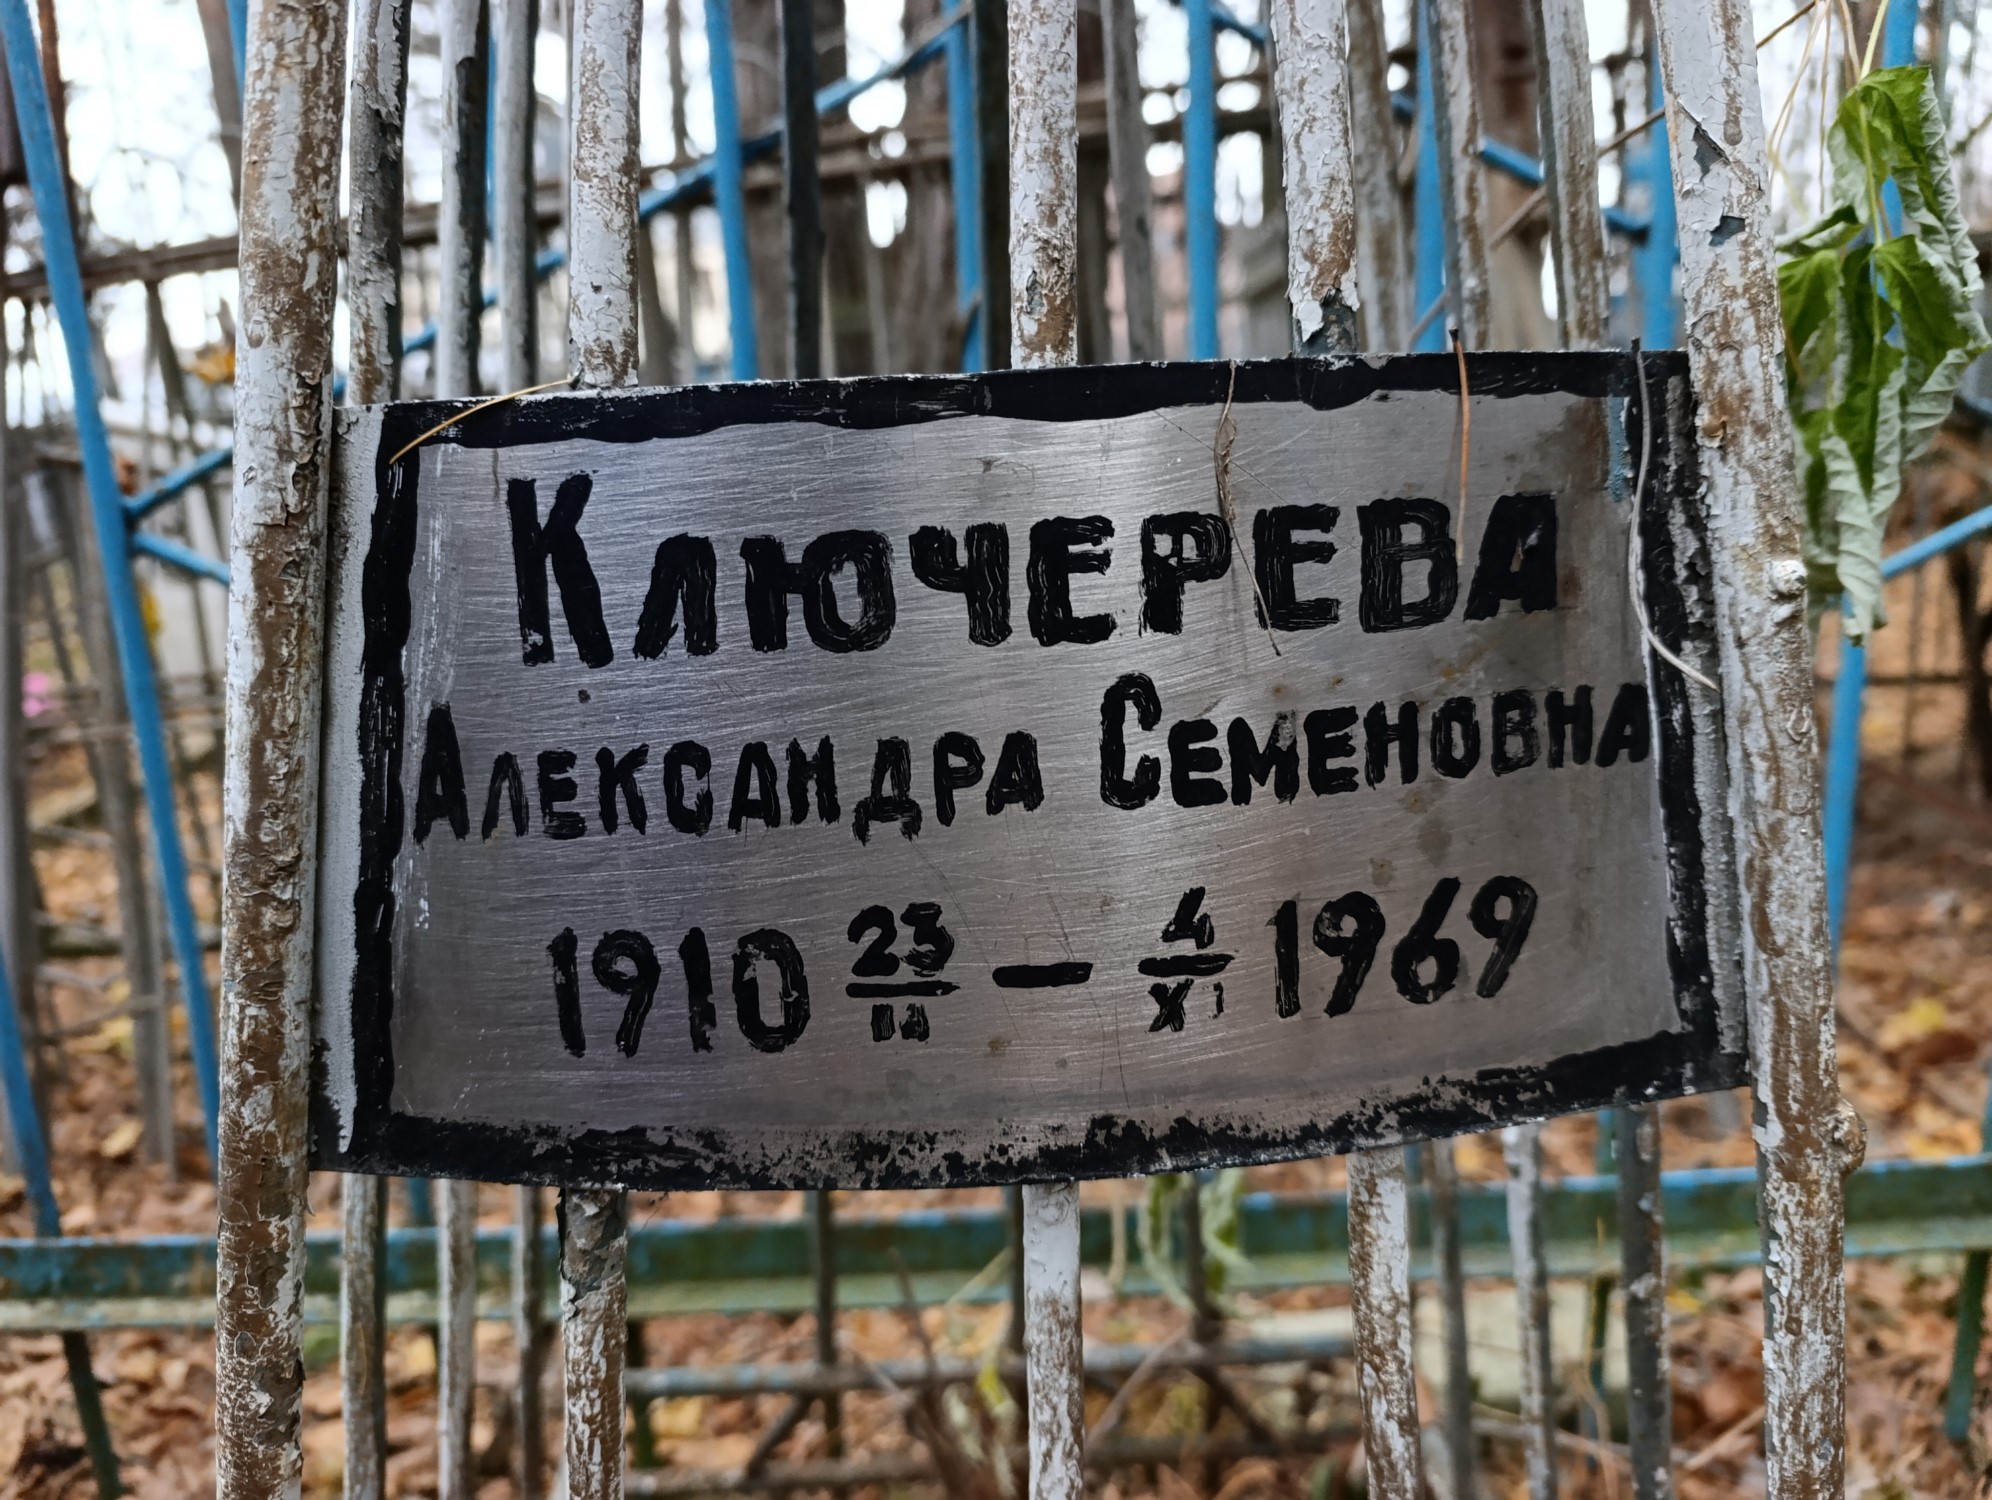 Ключерева
Александра Семеновна
1910 23/II – 4/XI 1969